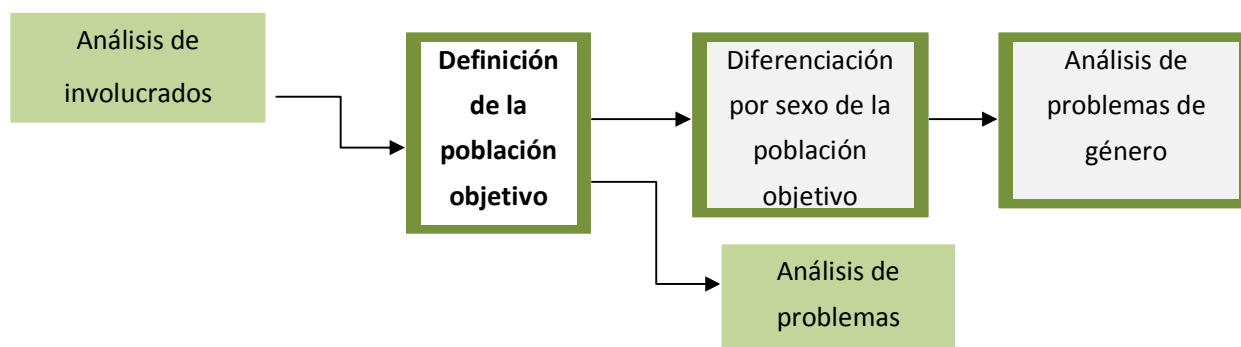 Análisis de
involucrados
Definición
de la
población
objetivo
Diferenciación
por sexo de la
población
objetivo
Análisis de
problemas de
género
Análisis de
problemas